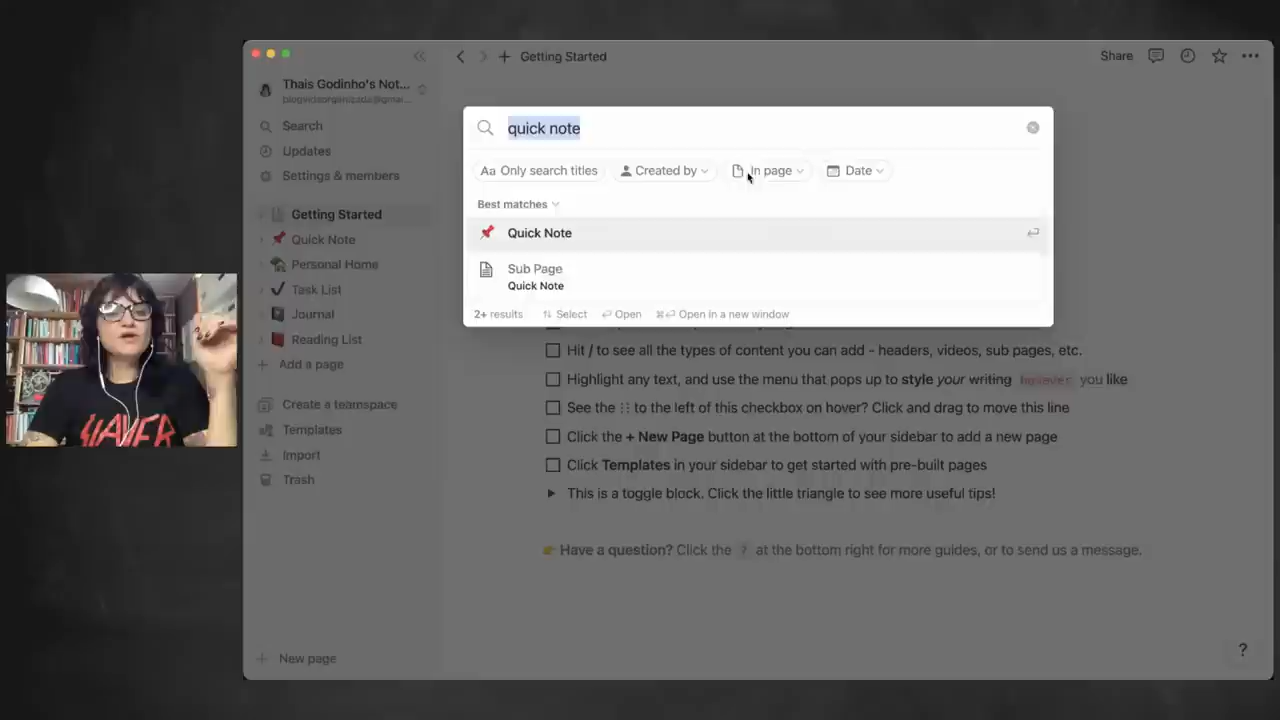 Thais Godinho's Not...
Search
Updates
Settings & members
Getting Started
Quick Note
Personal Home
Task List
Journal
Reading List
Add a page
Create a teamspace
Templates
Import
Trash
New page
Getting Started
Share
quick note
Aa Only search titles Created by In page Date
Best matches
Quick Note
Sub Page
Quick Note
2+ results Select Open Open in a new window
Hit / to see all the types of content you can add - headers, videos, sub pages, etc.
Highlight any text, and use the menu that pops up to style your writing however you like
See the ⋮⋮ to the left of this checkbox on hover? Click and drag to move this line
Click the + New Page button at the bottom of your sidebar to add a new page
Click Templates in your sidebar to get started with pre-built pages
This is a toggle block. Click the little triangle to see more useful tips!
👉 Have a question? Click the ? at the bottom right for more guides, or to send us a message.
?
SLAYER